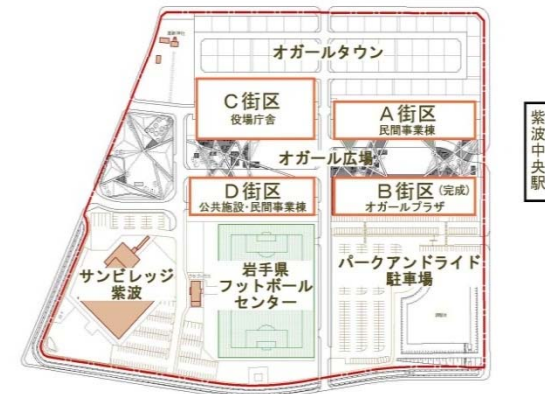 オガールタウン
C街区
役場庁舎
A街区
民間事業棟
オガール広場
D街区
公共施設・民間事業棟
B街区(完成)
オガールプラザ
サンビレッジ
紫波
岩手県
フットボール
センター
パークアンドライド
駐車場
紫波中央駅